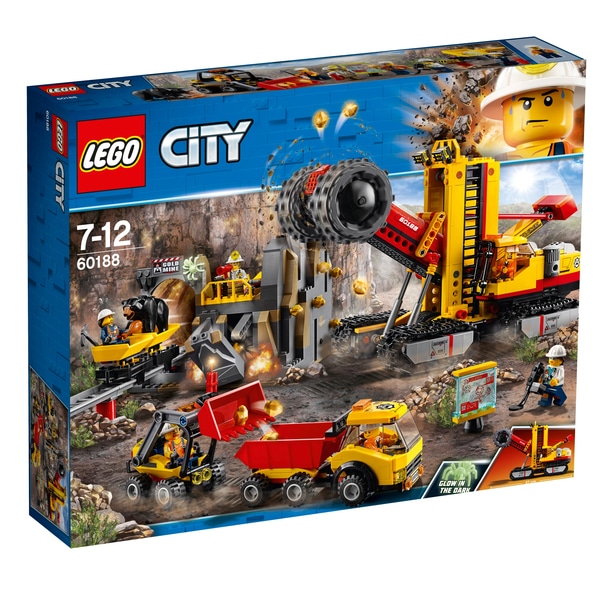 60188
LEGO
CITY
LEGO
CITY
7-12
60188
GOLD
MINE
GLOW IN
THE DARK